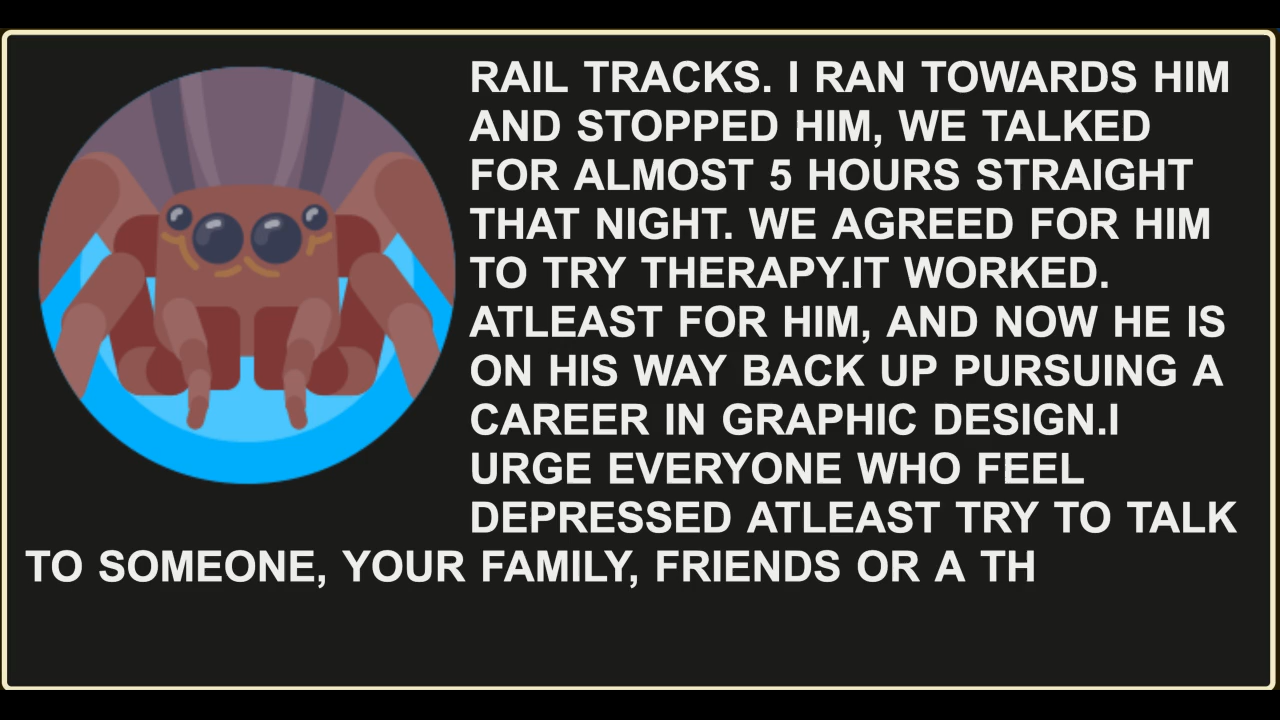 RAIL TRACKS. I RAN TOWARDS HIM
AND STOPPED HIM, WE TALKED
FOR ALMOST 5 HOURS STRAIGHT
THAT NIGHT. WE AGREED FOR HIM
TO TRY THERAPY.IT WORKED.
ATLEAST FOR HIM, AND NOW HE IS
ON HIS WAY BACK UP PURSUING A
CAREER IN GRAPHIC DESIGN.I
URGE EVERYONE WHO FEEL
DEPRESSED ATLEAST TRY TO TALK
TO SOMEONE, YOUR FAMILY, FRIENDS OR A TH